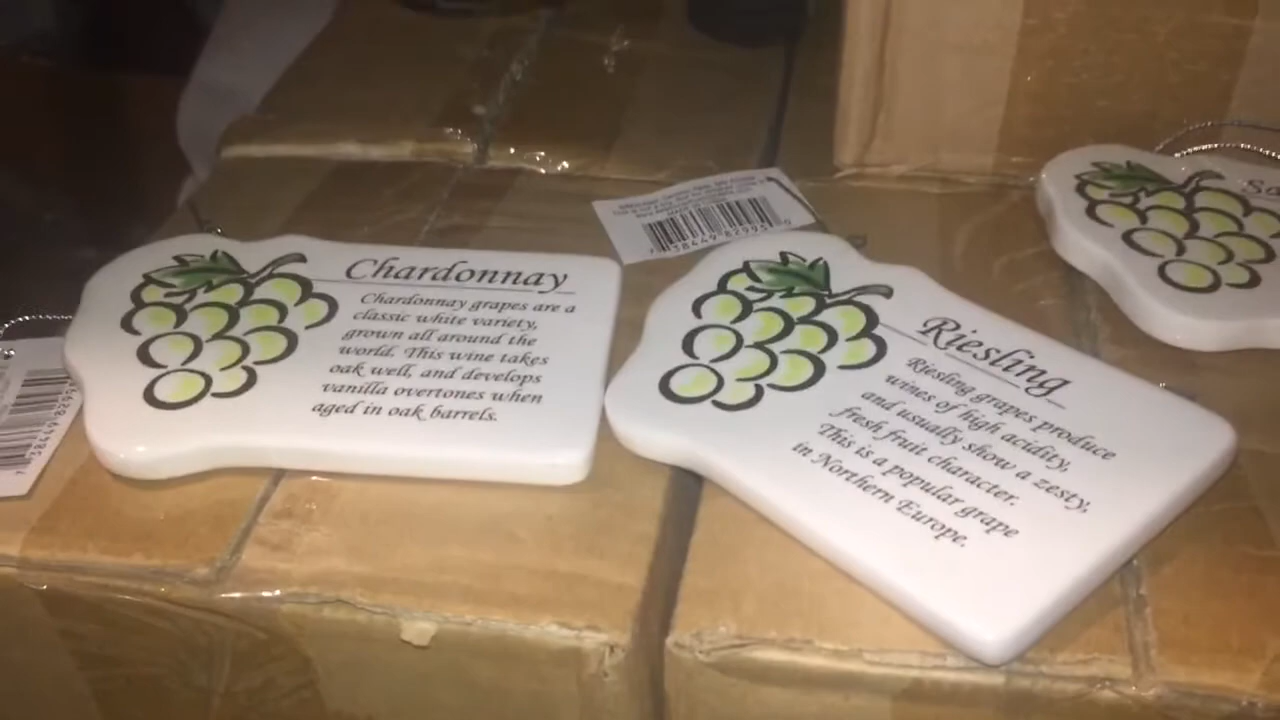 Chardonnay
Chardonnay grapes are a
classic white variety,
grown all around the
world. This wine takes
oak well, and develops
vanilla overtones when
aged in oak barrels.
Riesling
Riesling grapes produce
wines of high acidity,
and usually show a zesty,
fresh fruit character.
This is a popular grape
in Northern Europe.